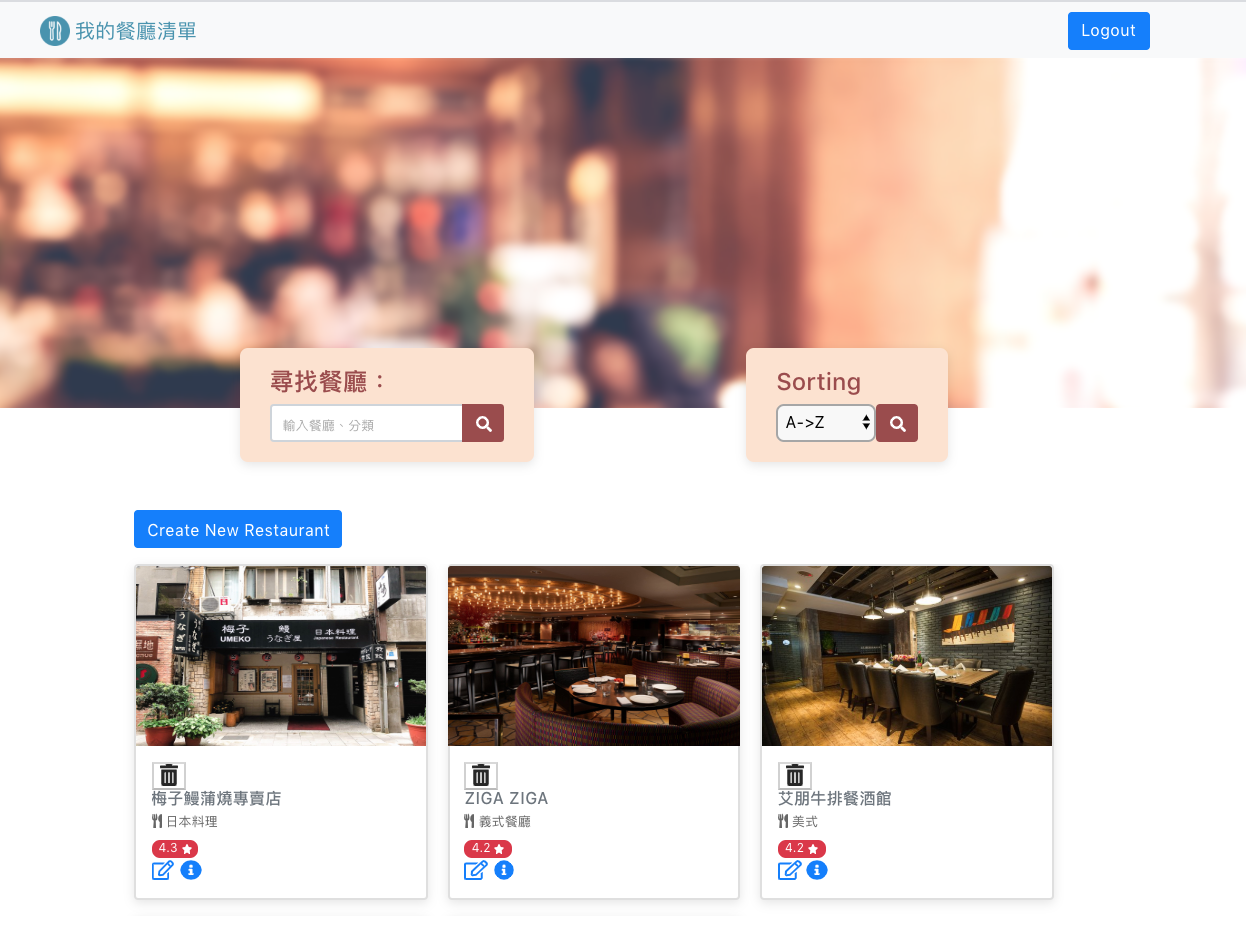 我的餐廳清單
Logout
尋找餐廳：
輸入餐廳、分類
Sorting
A->Z
Create New Restaurant
梅子 鰻 日本料理
UMEKO うなぎ屋 Japanese Restaurant
うなぎ
梅子鰻蒲燒專賣店
日本料理
4.3
ZIGA ZIGA
義式餐廳
4.2
艾朋牛排餐酒館
美式
4.2